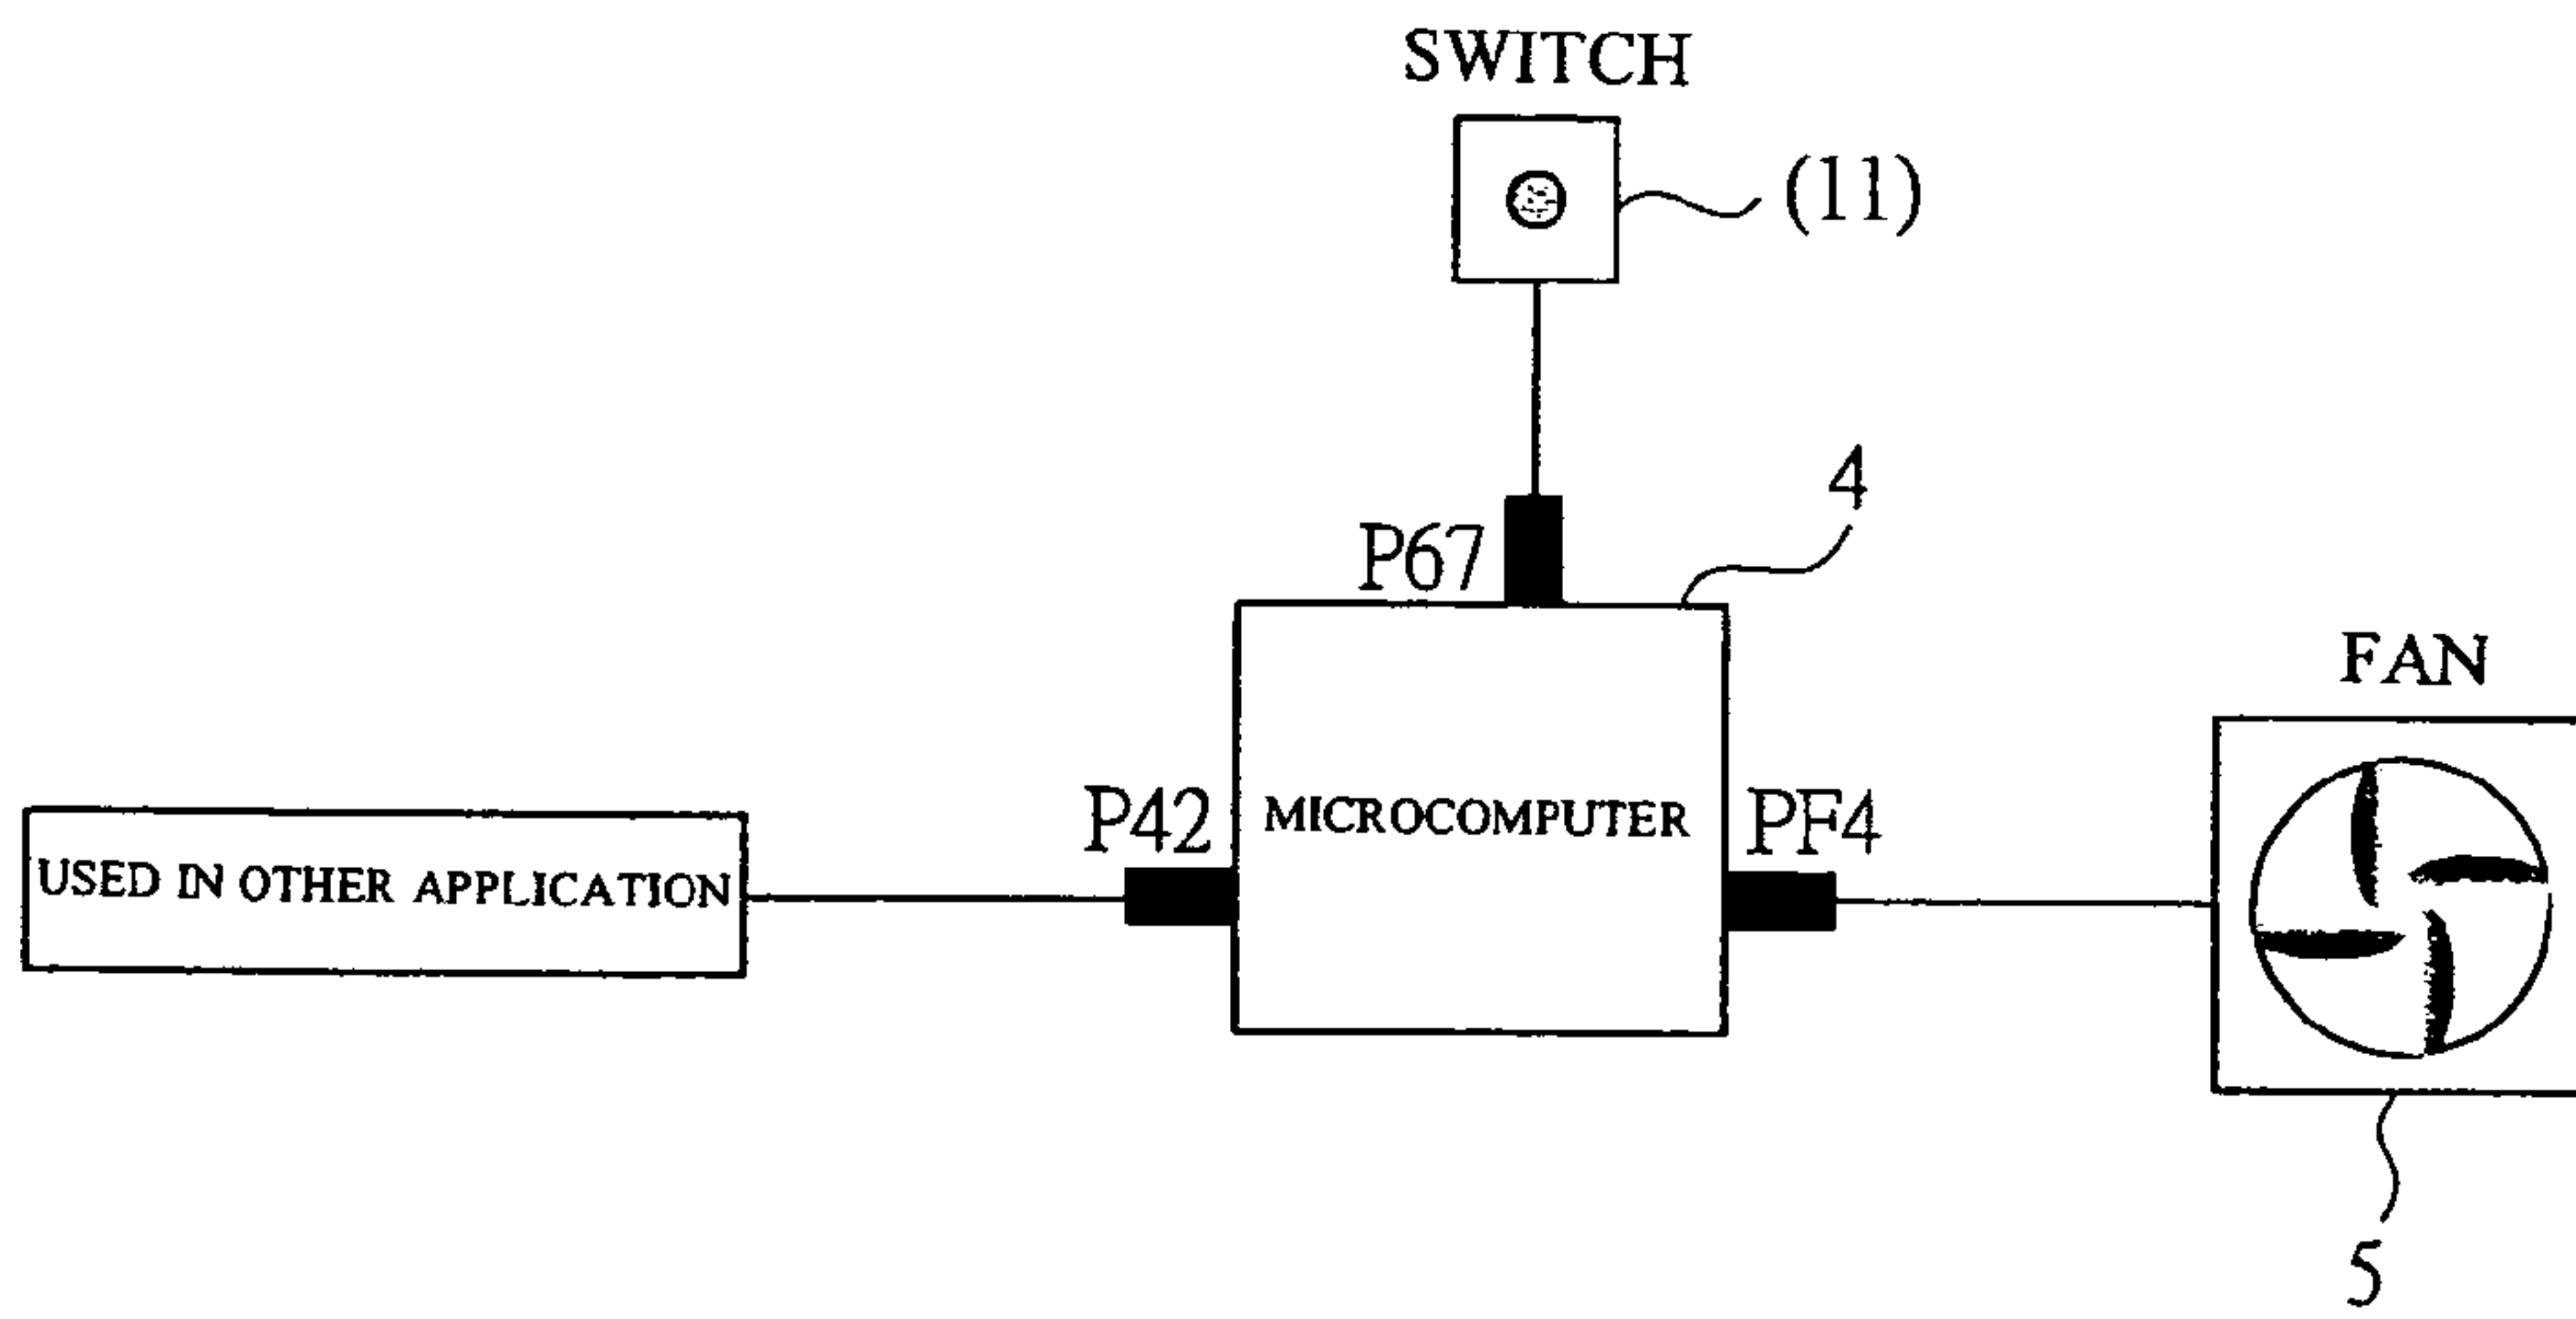 SWITCH
(11)
4
P67
FAN
P42
MICROCOMPUTER
PF4
USED IN OTHER APPLICATION
5